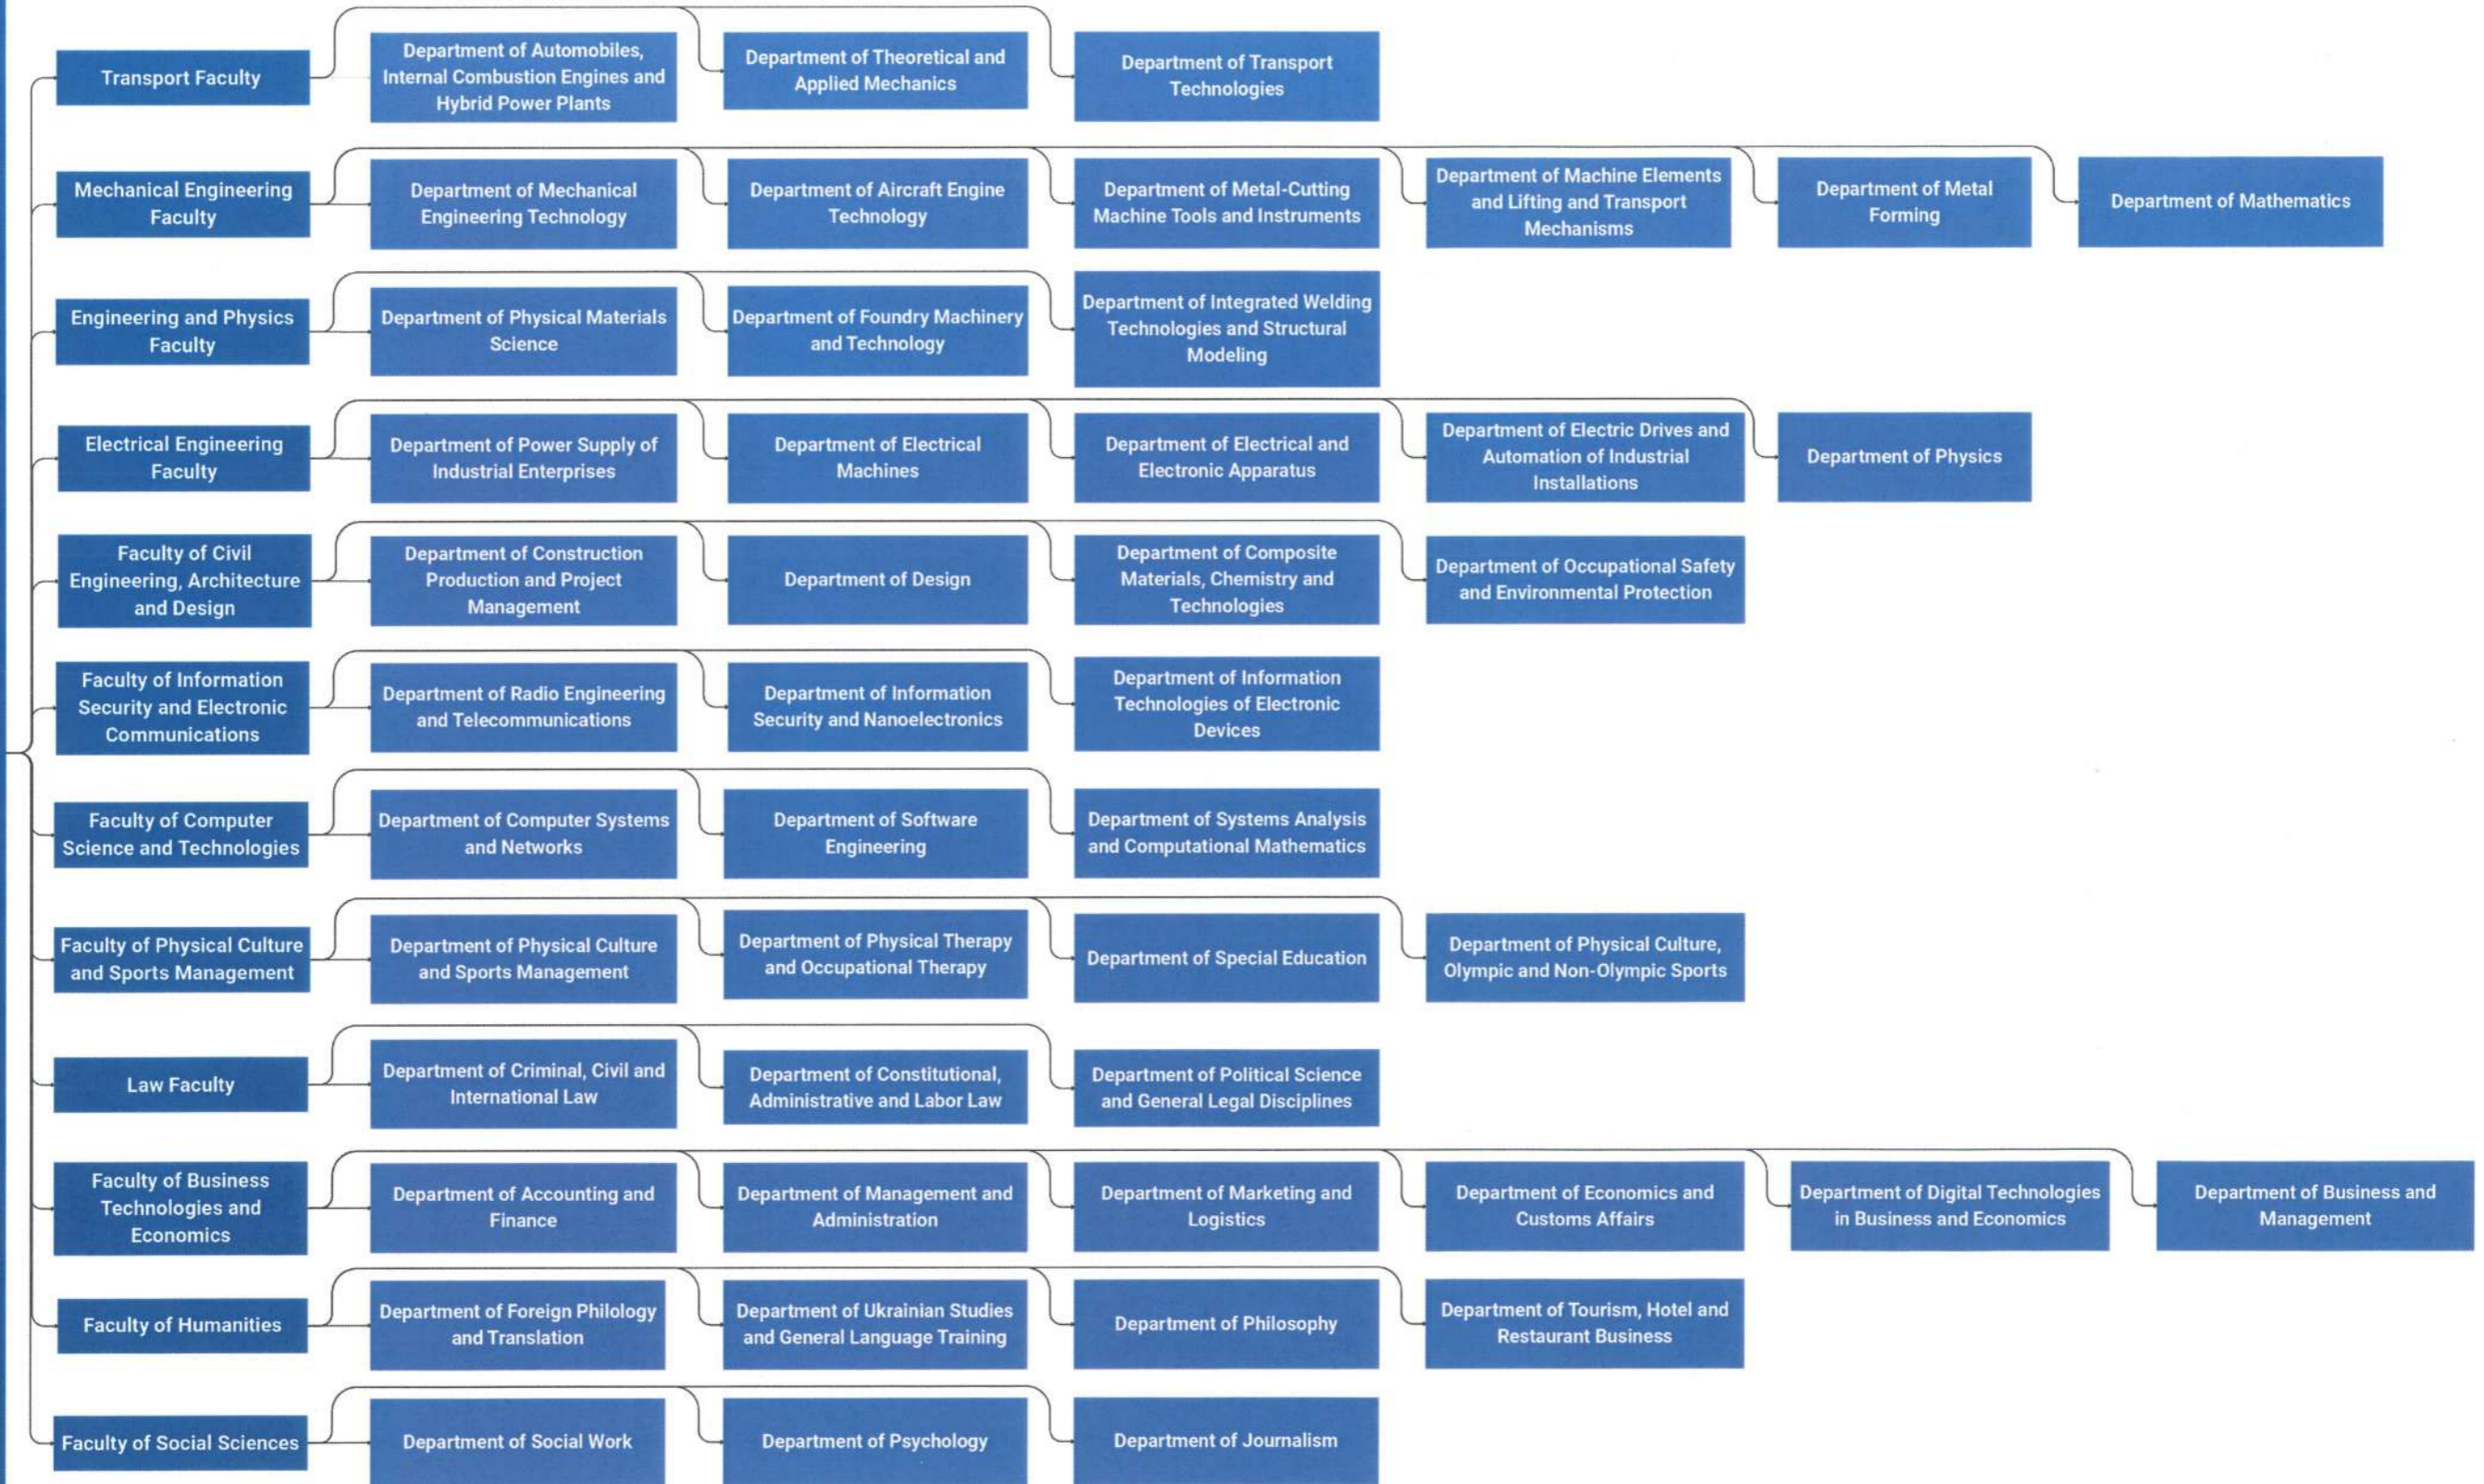 Transport Faculty
Department of Automobiles,
Internal Combustion Engines and
Hybrid Power Plants
Department of Theoretical and
Applied Mechanics
Department of Transport
Technologies
Mechanical Engineering
Faculty
Department of Mechanical
Engineering Technology
Department of Aircraft Engine
Technology
Department of Metal-Cutting
Machine Tools and Instruments
Department of Machine Elements
and Lifting and Transport
Mechanisms
Department of Metal
Forming
Department of Mathematics
Engineering and Physics
Faculty
Department of Physical Materials
Science
Department of Foundry Machinery
and Technology
Department of Integrated Welding
Technologies and Structural
Modeling
Electrical Engineering
Faculty
Department of Power Supply of
Industrial Enterprises
Department of Electrical
Machines
Department of Electrical and
Electronic Apparatus
Department of Electric Drives and
Automation of Industrial
Installations
Department of Physics
Faculty of Civil
Engineering, Architecture
and Design
Department of Construction
Production and Project
Management
Department of Design
Department of Composite
Materials, Chemistry and
Technologies
Department of Occupational Safety
and Environmental Protection
Faculty of Information
Security and Electronic
Communications
Department of Radio Engineering
and Telecommunications
Department of Information
Security and Nanoelectronics
Department of Information
Technologies of Electronic
Devices
Faculty of Computer
Science and Technologies
Department of Computer Systems
and Networks
Department of Software
Engineering
Department of Systems Analysis
and Computational Mathematics
Faculty of Physical Culture
and Sports Management
Department of Physical Culture
and Sports Management
Department of Physical Therapy
and Occupational Therapy
Department of Special Education
Department of Physical Culture,
Olympic and Non-Olympic Sports
Law Faculty
Department of Criminal, Civil and
International Law
Department of Constitutional,
Administrative and Labor Law
Department of Political Science
and General Legal Disciplines
Faculty of Business
Technologies and
Economics
Department of Accounting and
Finance
Department of Management and
Administration
Department of Marketing and
Logistics
Department of Economics and
Customs Affairs
Department of Digital Technologies
in Business and Economics
Department of Business and
Management
Faculty of Humanities
Department of Foreign Philology
and Translation
Department of Ukrainian Studies
and General Language Training
Department of Philosophy
Department of Tourism, Hotel and
Restaurant Business
Faculty of Social Sciences
Department of Social Work
Department of Psychology
Department of Journalism